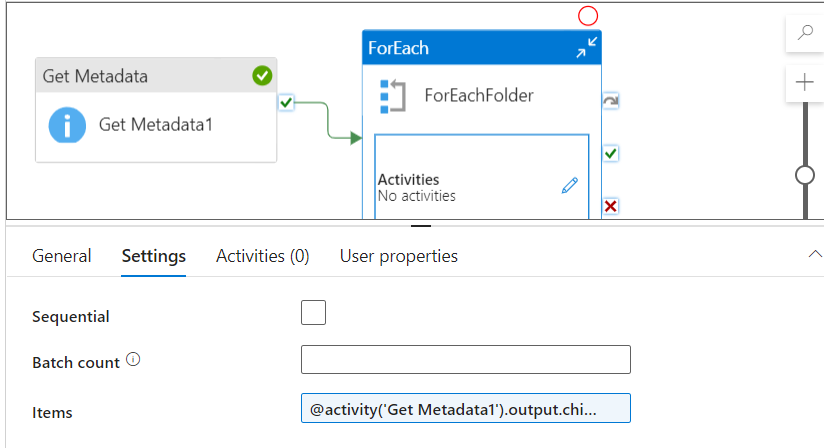 Get Metadata
Get Metadata1
ForEach
ForEachFolder
Activities
No activities
General Settings Activities (0) User properties
Sequential
Batch count
Items @activity('Get Metadata1').output.chi...